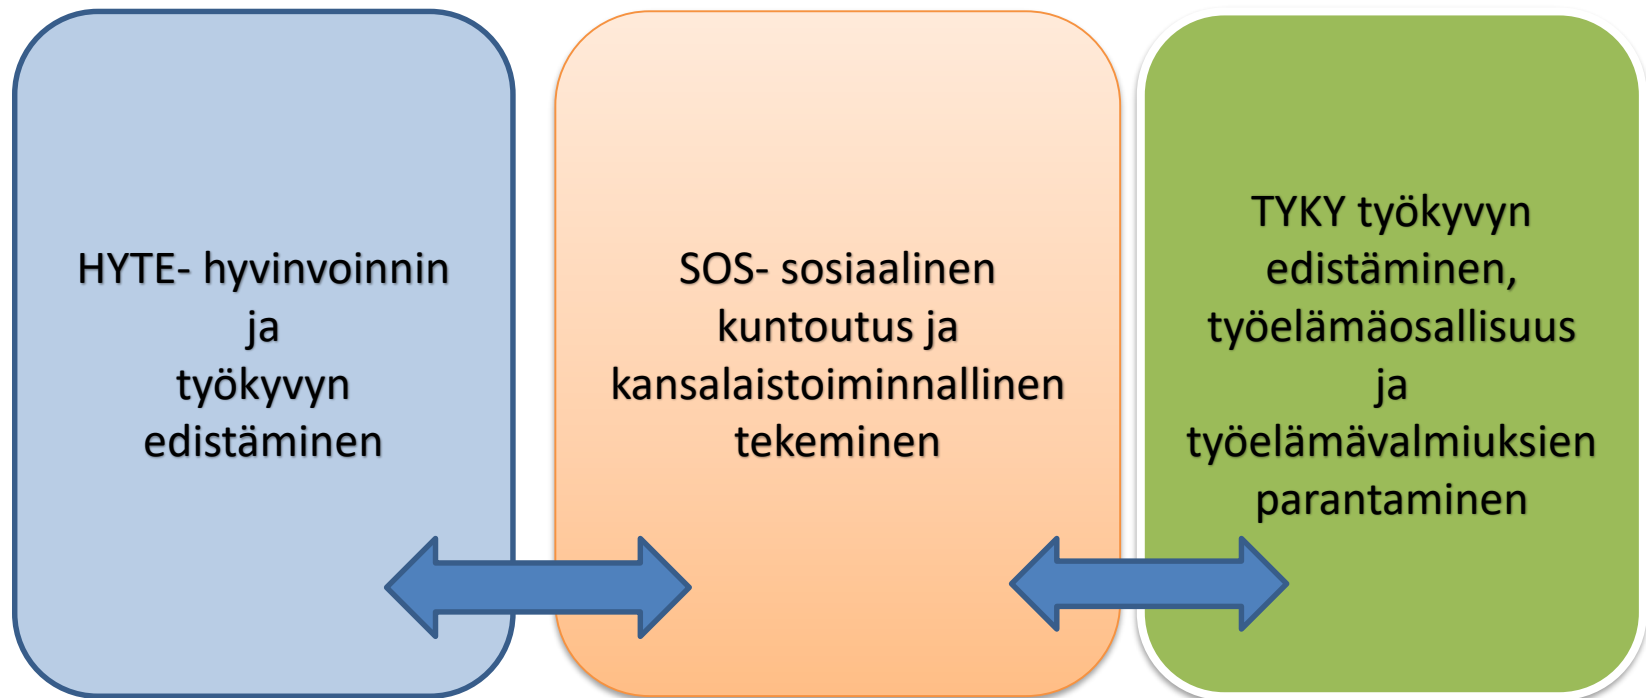 HYTE- hyvinvoinnin
ja
työkyvyn
edistäminen
SOS- sosiaalinen
kuntoutus ja
kansalaistoiminnallinen
tekeminen
TYKY työkyvyn
edistäminen,
työelämäosallisuus
ja
työelämävalmiuksien
parantaminen